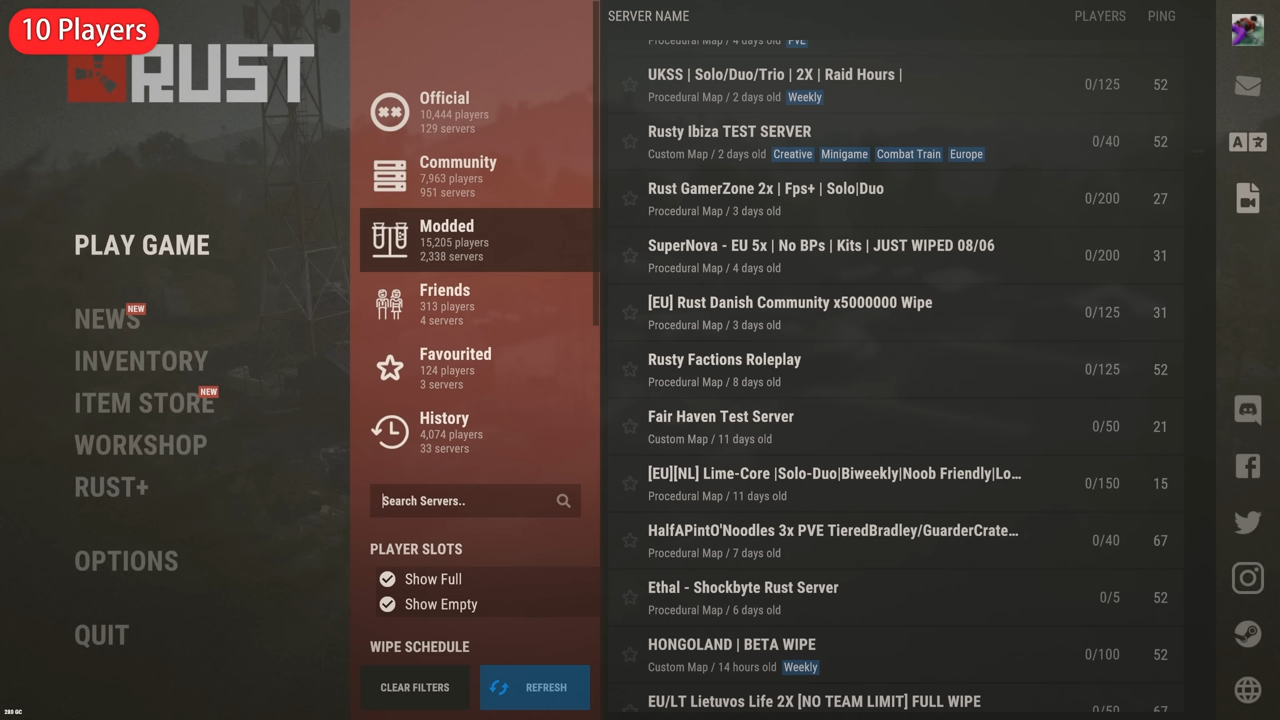 10 Players
RUST
PLAY GAME
NEWS
NEW
INVENTORY
ITEM STORE
NEW
WORKSHOP
RUST+
OPTIONS
QUIT
280 GC
Official
10,444 players
129 servers
Community
7,963 players
951 servers
Modded
15,205 players
2,338 servers
Friends
313 players
4 servers
Favourited
124 players
3 servers
History
4,074 players
33 servers
Search Servers..
PLAYER SLOTS
Show Full
Show Empty
WIPE SCHEDULE
CLEAR FILTERS
REFRESH
SERVER NAME PLAYERS PING
Procedural Map / 4 days old PVE
UKSS | Solo/Duo/Trio | 2X | Raid Hours | 0/125 52
Procedural Map / 2 days old Weekly
Rusty Ibiza TEST SERVER 0/40 52
Custom Map / 2 days old Creative Minigame Combat Train Europe
Rust GamerZone 2x | Fps+ | Solo|Duo 0/200 27
Procedural Map / 3 days old
SuperNova - EU 5x | No BPs | Kits | JUST WIPED 08/06 0/200 31
Procedural Map / 4 days old
[EU] Rust Danish Community x5000000 Wipe 0/125 31
Procedural Map / 3 days old
Rusty Factions Roleplay 0/125 52
Procedural Map / 8 days old
Fair Haven Test Server 0/50 21
Custom Map / 11 days old
[EU][NL] Lime-Core |Solo-Duo|Biweekly|Noob Friendly|Lo... 0/150 15
Procedural Map / 11 days old
HalfAPintO'Noodles 3x PVE TieredBradley/GuarderCrate... 0/40 67
Procedural Map / 7 days old
Ethal - Shockbyte Rust Server 0/5 52
Procedural Map / 6 days old
HONGOLAND | BETA WIPE 0/100 52
Custom Map / 14 hours old Weekly
EU/LT Lietuvos Life 2X [NO TEAM LIMIT] FULL WIPE 0/50 67